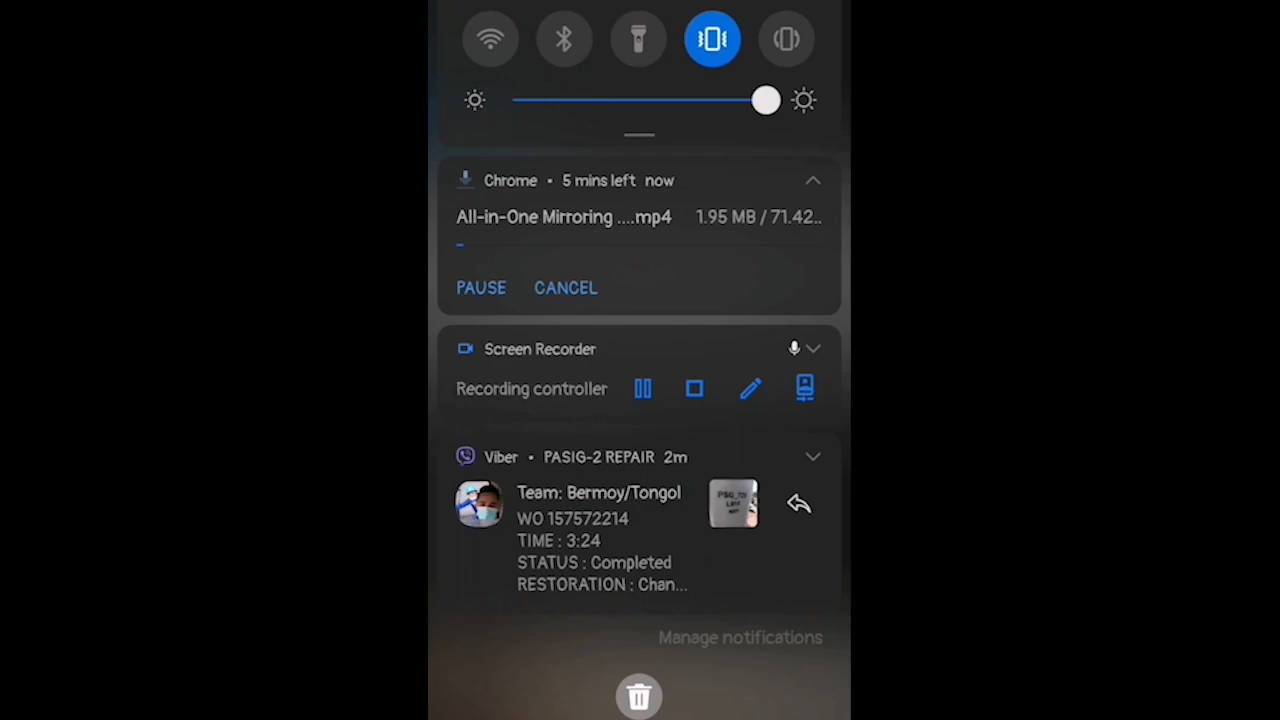 Chrome • 5 mins left now
All-in-One Mirroring ....mp4 1.95 MB / 71.42..
PAUSE CANCEL
Screen Recorder
Recording controller
Viber • PASIG-2 REPAIR 2m
Team: Bermoy/Tongol
WO 157572214
TIME : 3:24
STATUS : Completed
RESTORATION : Chan...
Manage notifications